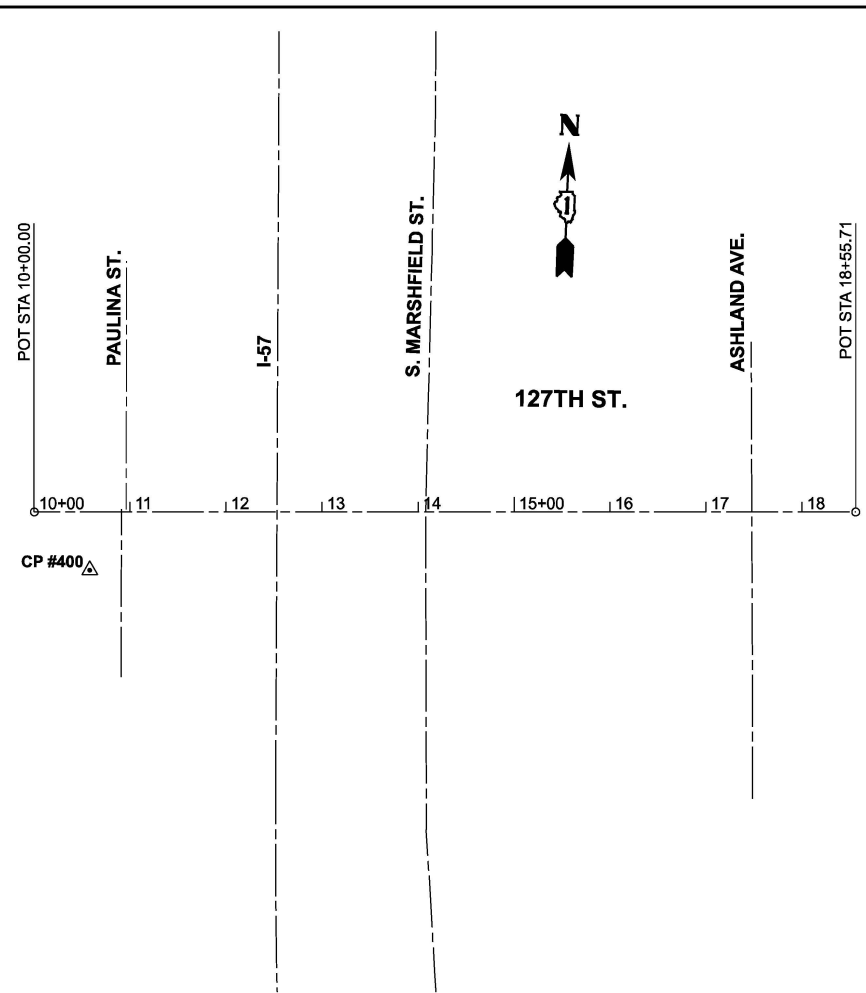 N
1
POT STA 10+00.00
PAULINA ST.
I-57
S. MARSHFIELD ST.
ASHLAND AVE.
POT STA 18+55.71
127TH ST.
10+00 11 12 13 14 15+00 16 17 18
CP #400